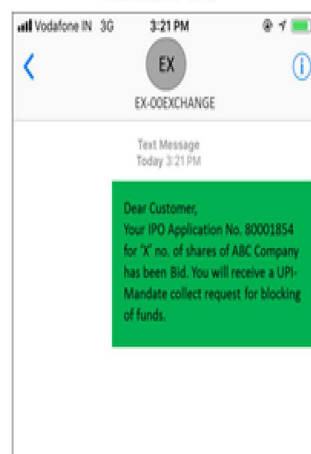 Vodafone IN 3G 3:21 PM
EX
EX-OOEXCHANGE
Text Message
Today 3:21 PM
Dear Customer,
Your IPO Application No. 80001854
for "X' no. of shares of ABC Company
has been Bid. You will receive a UPI-
Mandate collect request for blocking
of funds.